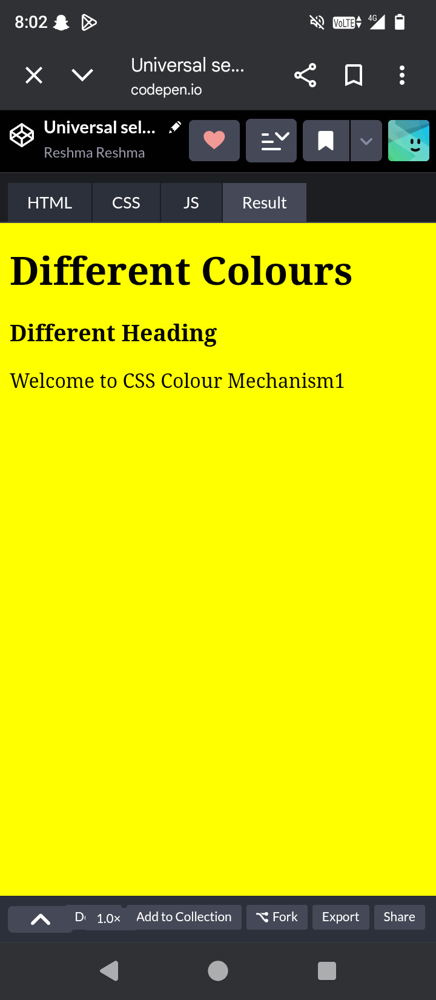 8:02
VoLTE 4G
Universal se...
codepen.io
Universal sel...
Reshma Reshma
HTML CSS JS Result
Different Colours
Different Heading
Welcome to CSS Colour Mechanism1
1.0× Add to Collection Fork Export Share